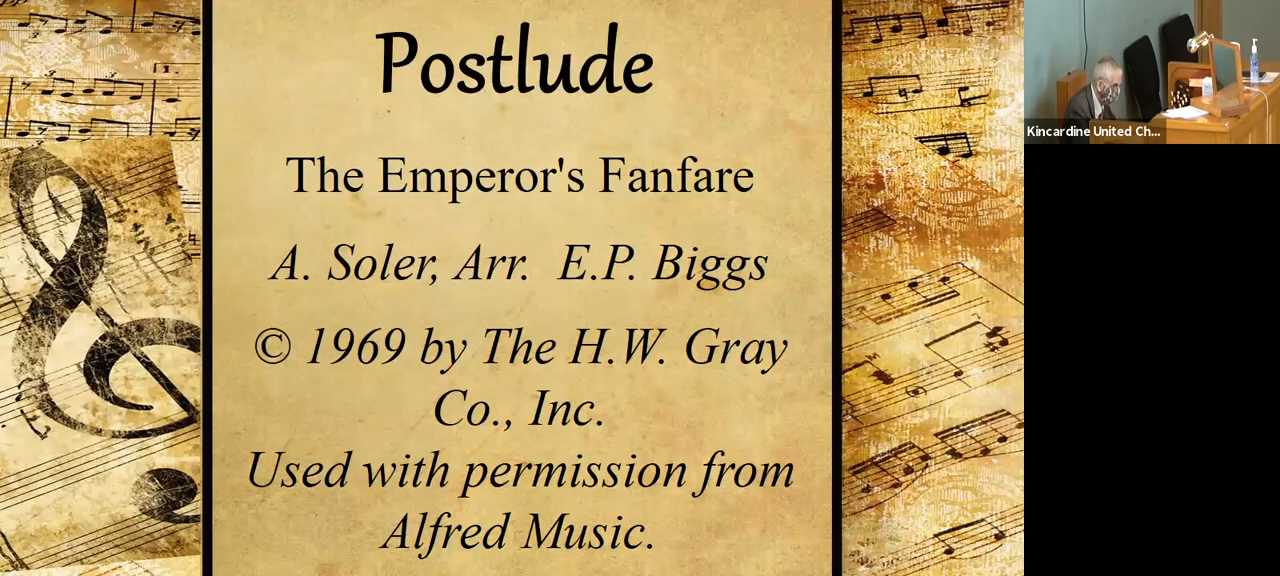 Postlude
The Emperor's Fanfare
A. Soler, Arr. E.P. Biggs
© 1969 by The H.W. Gray
Co., Inc.
Used with permission from
Alfred Music.
Kincardine United Ch...